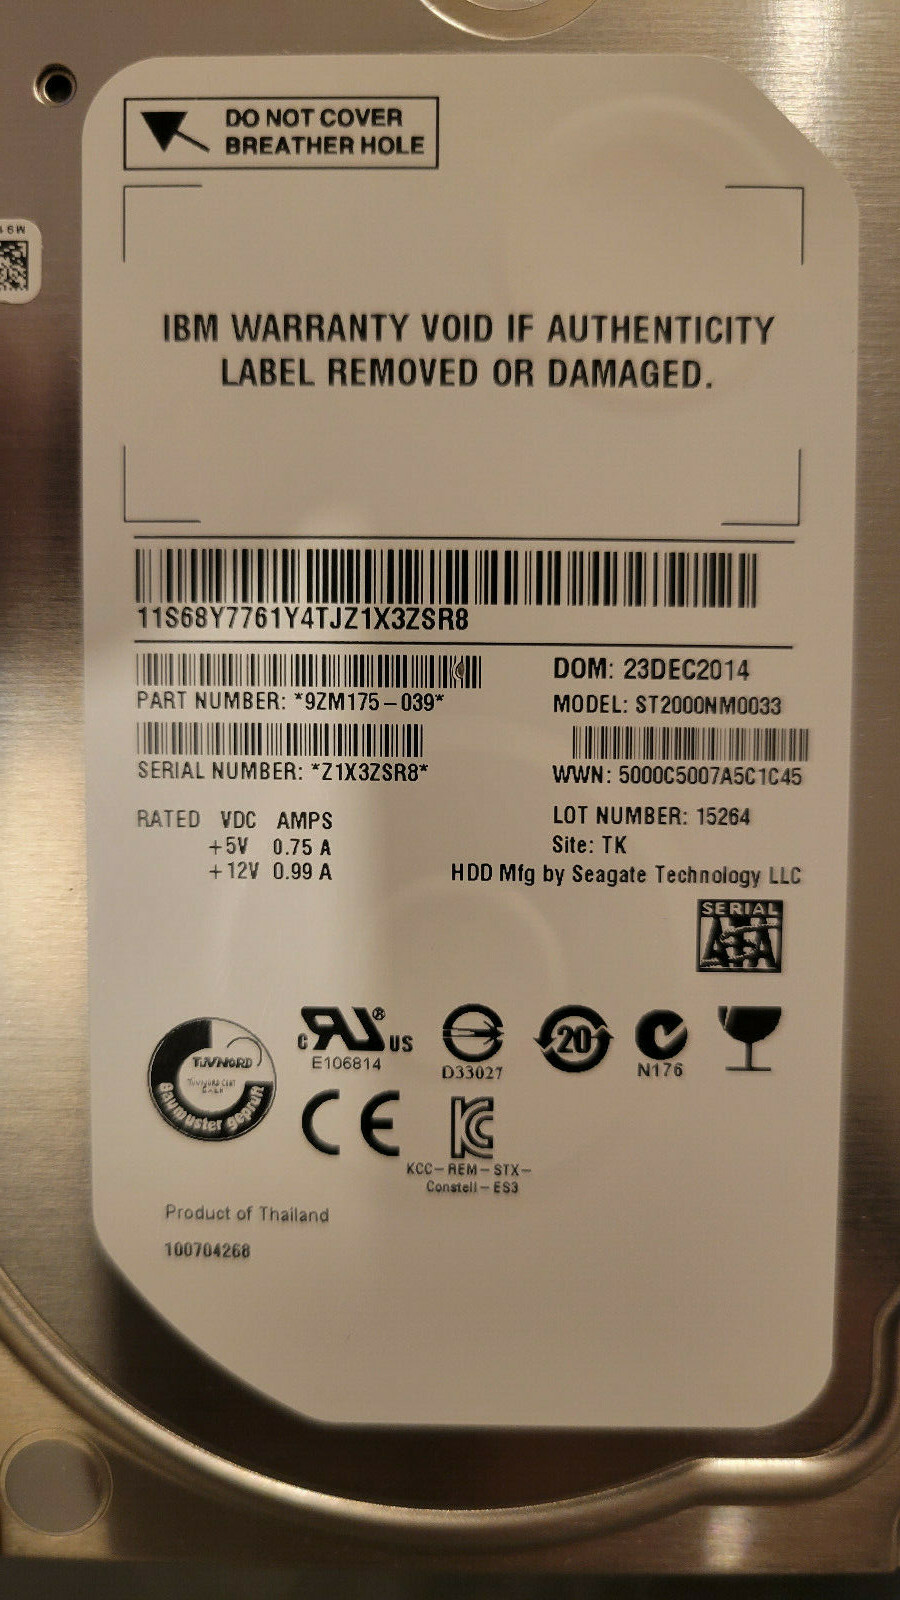 DO NOT COVER
BREATHER HOLE
IBM WARRANTY VOID IF AUTHENTICITY
LABEL REMOVED OR DAMAGED.
11S68Y7761Y4TJZ1X3ZSR8
PART NUMBER: *9ZM175-039*
SERIAL NUMBER: *Z1X3ZSR8*
DOM: 23DEC2014
MODEL: ST2000NM0033
WWN: 5000C5007A5C1C45
RATED VDC AMPS
+5V 0.75 A
+12V 0.99 A
LOT NUMBER: 15264
Site: TK
HDD Mfg by Seagate Technology LLC
SERIAL
ATA
TÜVNORD
Baumuster geprüft
c RU® US
E106814
D33027
20
N176
CE
KC
KCC-REM-STX-
Constell-ES3
Product of Thailand
100704268